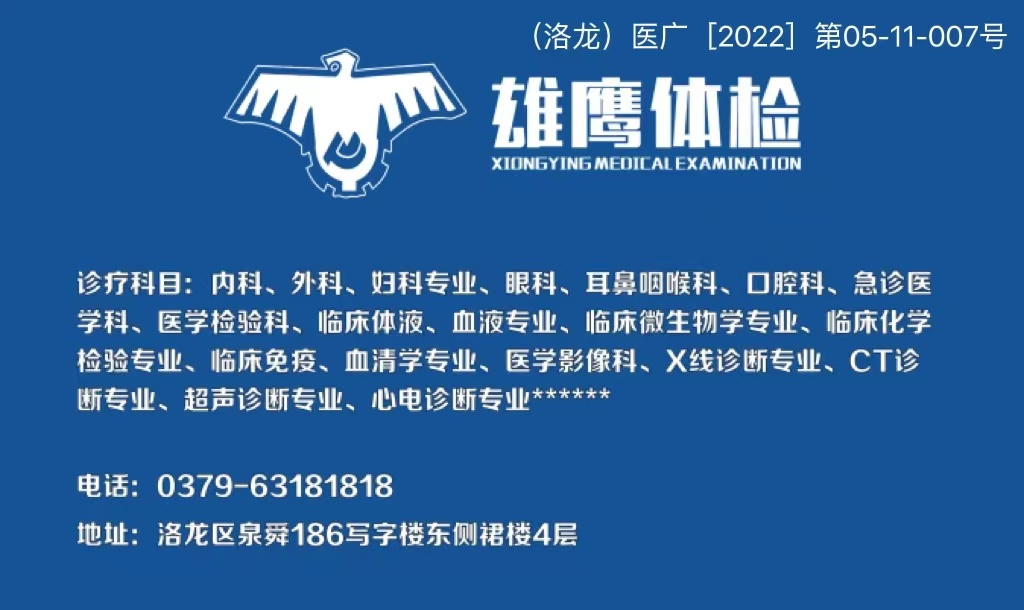 （洛龙）医广［2022］第05-11-007号
雄鹰体检
XIONGYING MEDICAL EXAMINATION
诊疗科目：内科、外科、妇科专业、眼科、耳鼻咽喉科、口腔科、急诊医
学科、医学检验科、临床体液、血液专业、临床微生物学专业、临床化学
检验专业、临床免疫、血清学专业、医学影像科、X线诊断专业、CT诊
断专业、超声诊断专业、心电诊断专业******
电话：0379-63181818
地址：洛龙区泉舜186写字楼东侧裙楼4层